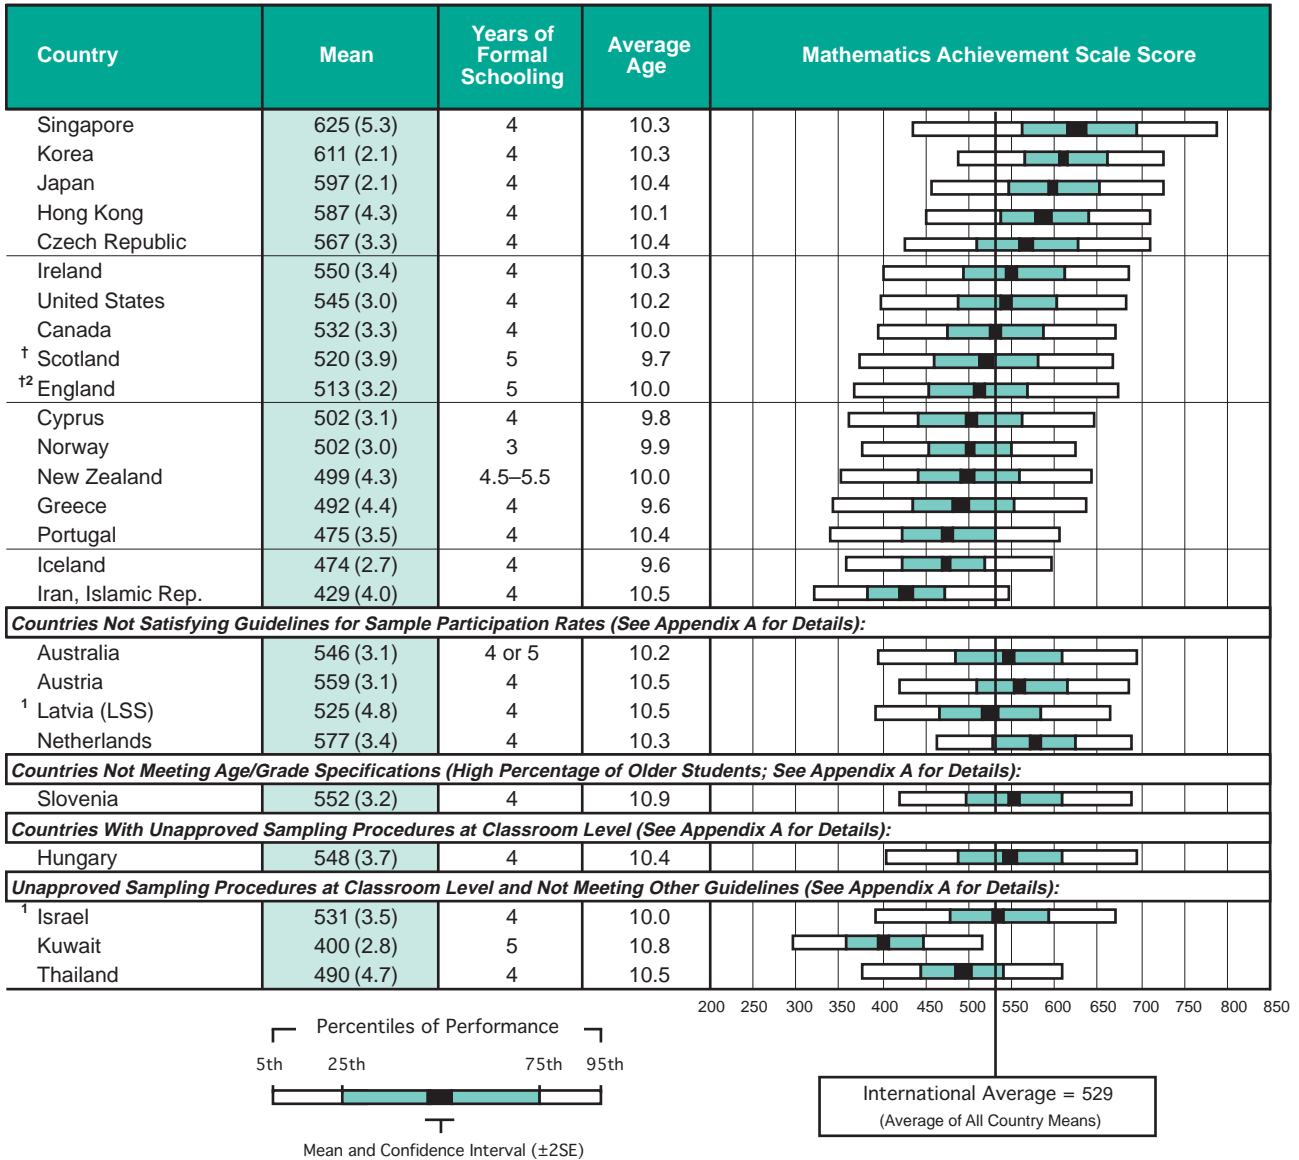 Country Mean Years of Formal Schooling Average Age Mathematics Achievement Scale Score
Singapore 625 (5.3) 4 10.3
Korea 611 (2.1) 4 10.3
Japan 597 (2.1) 4 10.4
Hong Kong 587 (4.3) 4 10.1
Czech Republic 567 (3.3) 4 10.4
Ireland 550 (3.4) 4 10.3
United States 545 (3.0) 4 10.2
Canada 532 (3.3) 4 10.0
† Scotland 520 (3.9) 5 9.7
†2 England 513 (3.2) 5 10.0
Cyprus 502 (3.1) 4 9.8
Norway 502 (3.0) 3 9.9
New Zealand 499 (4.3) 4.5–5.5 10.0
Greece 492 (4.4) 4 9.6
Portugal 475 (3.5) 4 10.4
Iceland 474 (2.7) 4 9.6
Iran, Islamic Rep. 429 (4.0) 4 10.5
Countries Not Satisfying Guidelines for Sample Participation Rates (See Appendix A for Details):
Australia 546 (3.1) 4 or 5 10.2
Austria 559 (3.1) 4 10.5
1 Latvia (LSS) 525 (4.8) 4 10.5
Netherlands 577 (3.4) 4 10.3
Countries Not Meeting Age/Grade Specifications (High Percentage of Older Students; See Appendix A for Details):
Slovenia 552 (3.2) 4 10.9
Countries With Unapproved Sampling Procedures at Classroom Level (See Appendix A for Details):
Hungary 548 (3.7) 4 10.4
Unapproved Sampling Procedures at Classroom Level and Not Meeting Other Guidelines (See Appendix A for Details):
1 Israel 531 (3.5) 4 10.0
Kuwait 400 (2.8) 5 10.8
Thailand 490 (4.7) 4 10.5
200 250 300 350 400 450 500 550 600 650 700 750 800 850
Percentiles of Performance
5th 25th 75th 95th
Mean and Confidence Interval (±2SE)
International Average = 529
(Average of All Country Means)